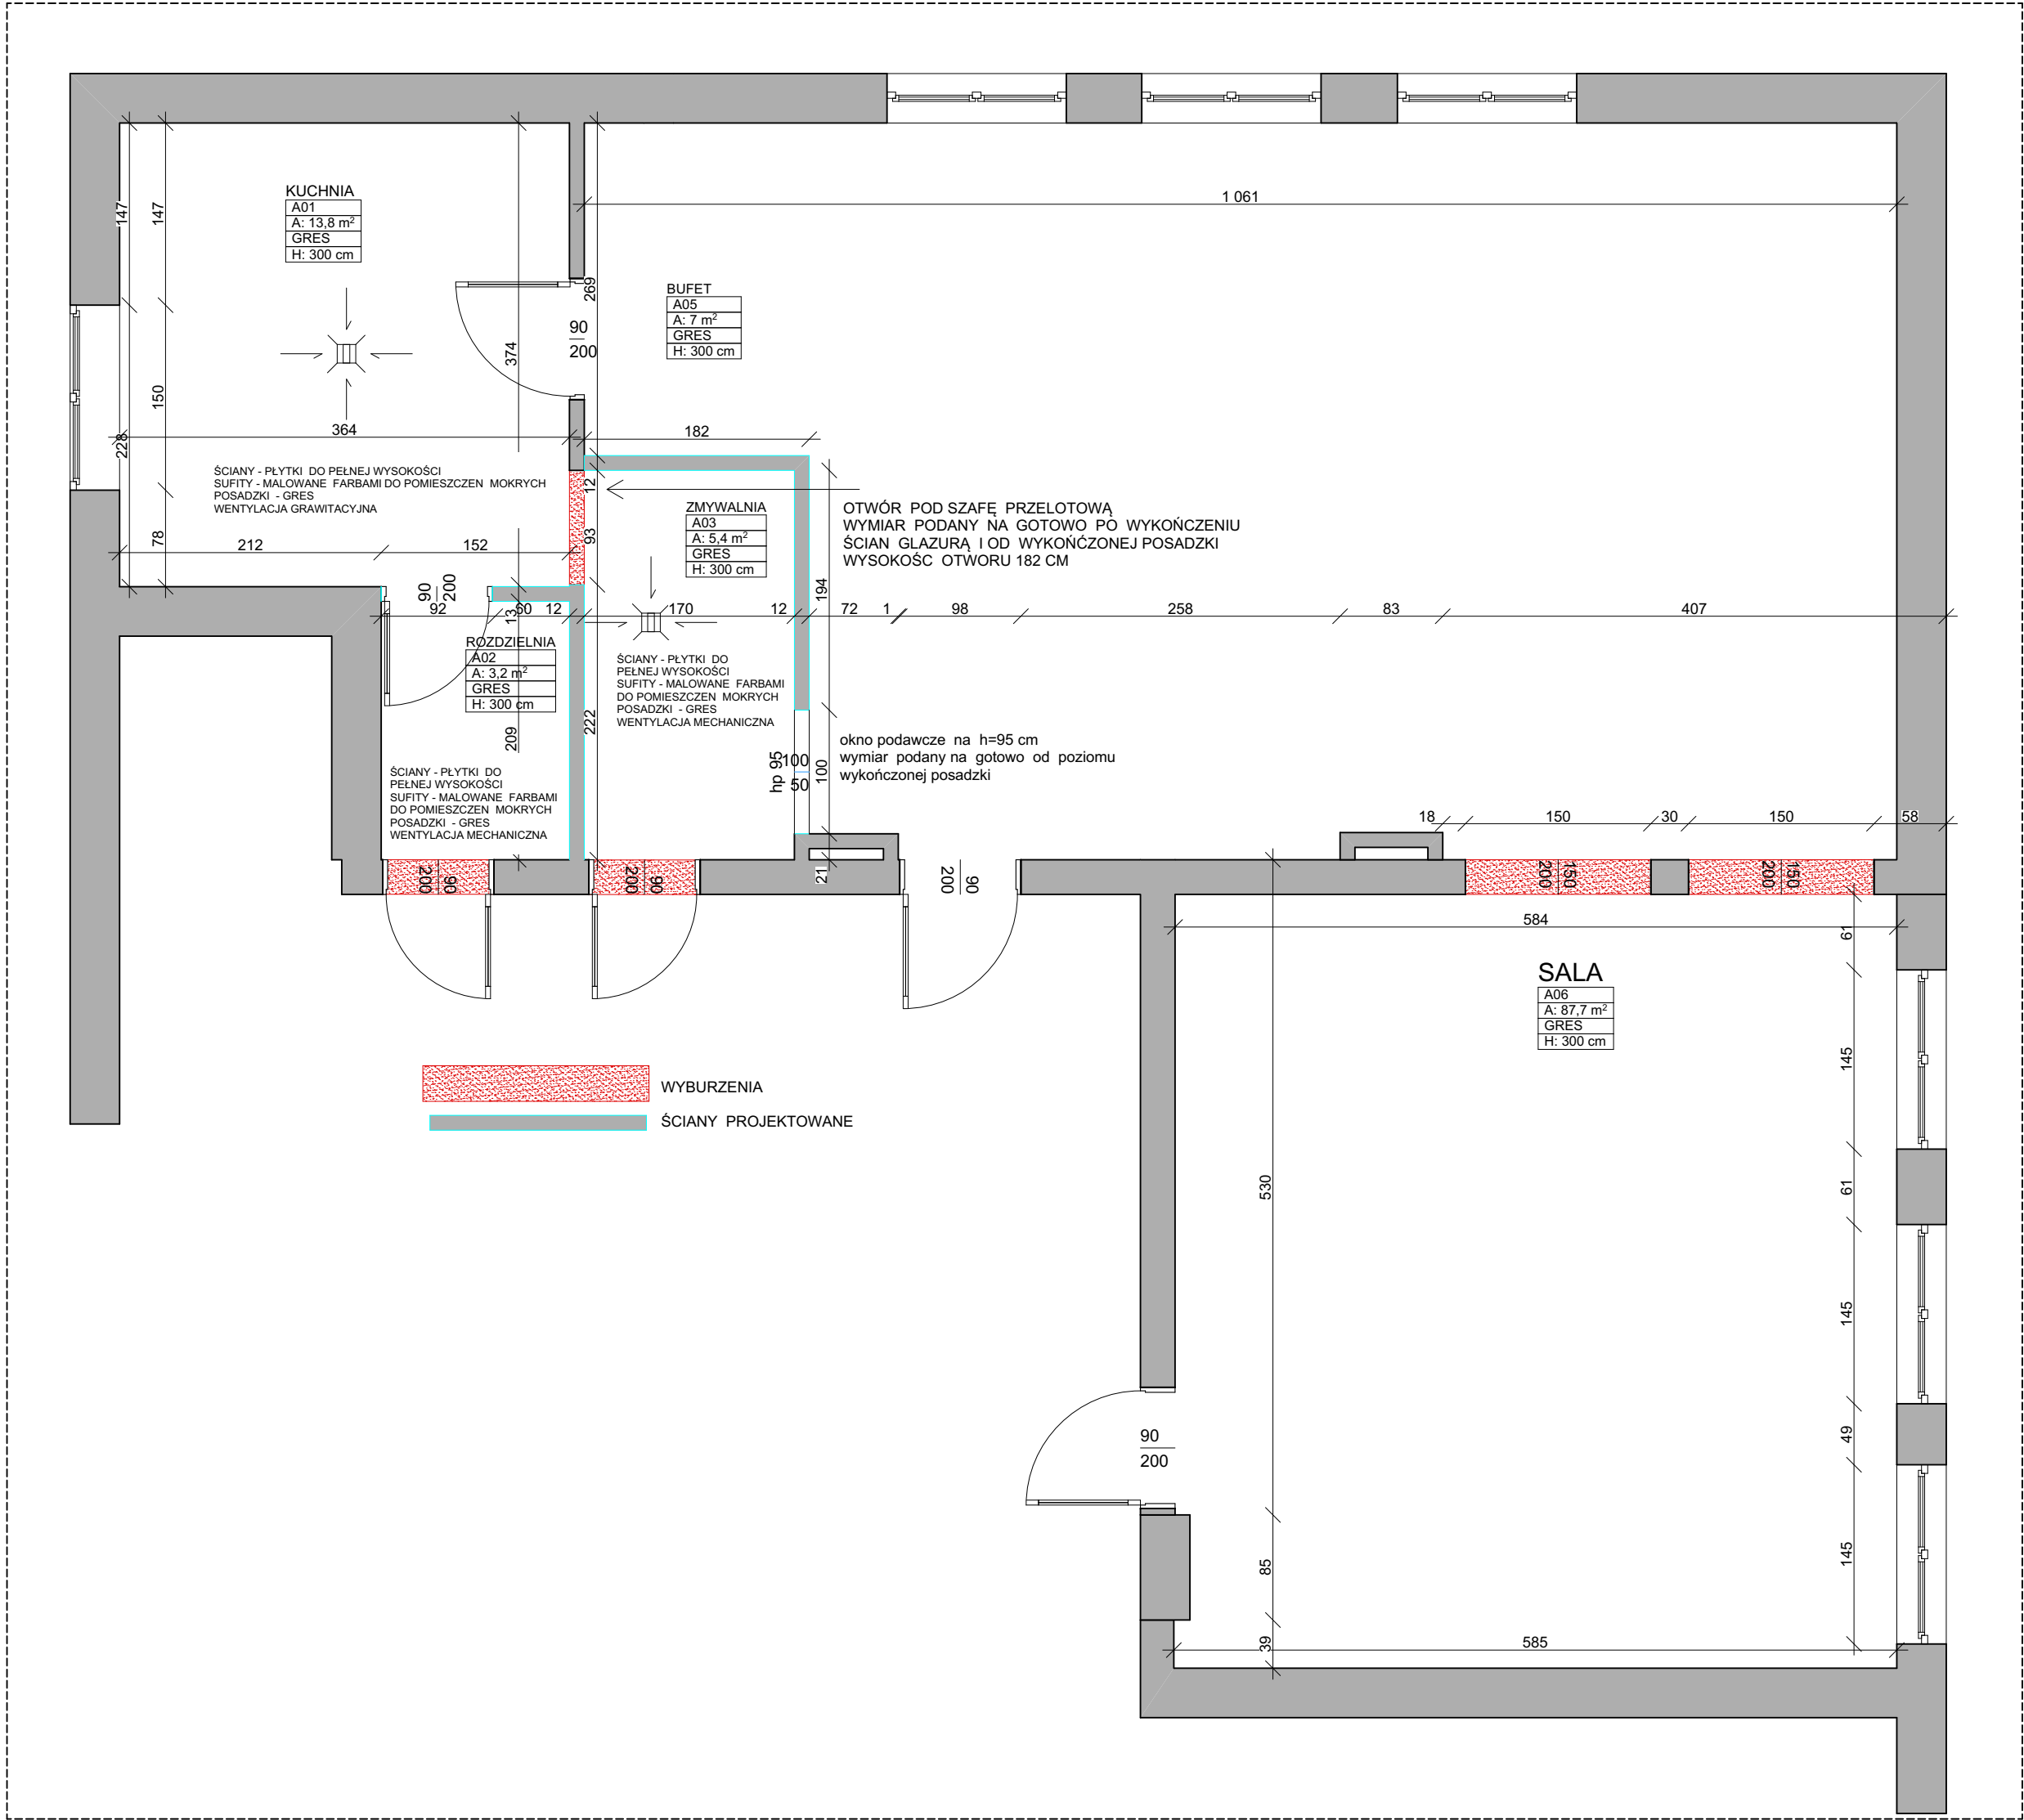 1 061
KUCHNIA
A01
A: 13,8 m²
GRES
H: 300 cm
147
147
269
BUFET
A05
A: 7 m²
GRES
H: 300 cm
90
200
374
150
228
364
182
ŚCIANY - PŁYTKI DO PEŁNEJ WYSOKOŚCI
SUFITY - MALOWANE FARBAMI DO POMIESZCZEN MOKRYCH
POSADZKI - GRES
WENTYLACJA GRAWITACYJNA
12
93
78
212
152
ZMYWALNIA
A03
A: 5,4 m²
GRES
H: 300 cm
OTWÓR POD SZAFĘ PRZELOTOWĄ
WYMIAR PODANY NA GOTOWO PO WYKOŃCZENIU
ŚCIAN GLAZURĄ I OD WYKOŃĆZONEJ POSADZKI
WYSOKOŚC OTWORU 182 CM
90
200
194
92
60
12
170
12
72
1
98
258
83
407
13
ROZDZIELNIA
A02
A: 3,2 m²
GRES
H: 300 cm
ŚCIANY - PŁYTKI DO
PEŁNEJ WYSOKOŚCI
SUFITY - MALOWANE FARBAMI
DO POMIESZCZEN MOKRYCH
POSADZKI - GRES
WENTYLACJA MECHANICZNA
209
222
okno podawcze na h=95 cm
wymiar podany na gotowo od poziomu
wykończonej posadzki
hp 95
100
50
100
ŚCIANY - PŁYTKI DO
PEŁNEJ WYSOKOŚCI
SUFITY - MALOWANE FARBAMI
DO POMIESZCZEN MOKRYCH
POSADZKI - GRES
WENTYLACJA MECHANICZNA
18
150
30
150
58
90
200
90
200
21
90
200
150
200
150
200
584
61
SALA
A06
A: 87,7 m²
GRES
H: 300 cm
145
WYBURZENIA
ŚCIANY PROJEKTOWANE
530
61
145
90
200
49
85
145
39
585